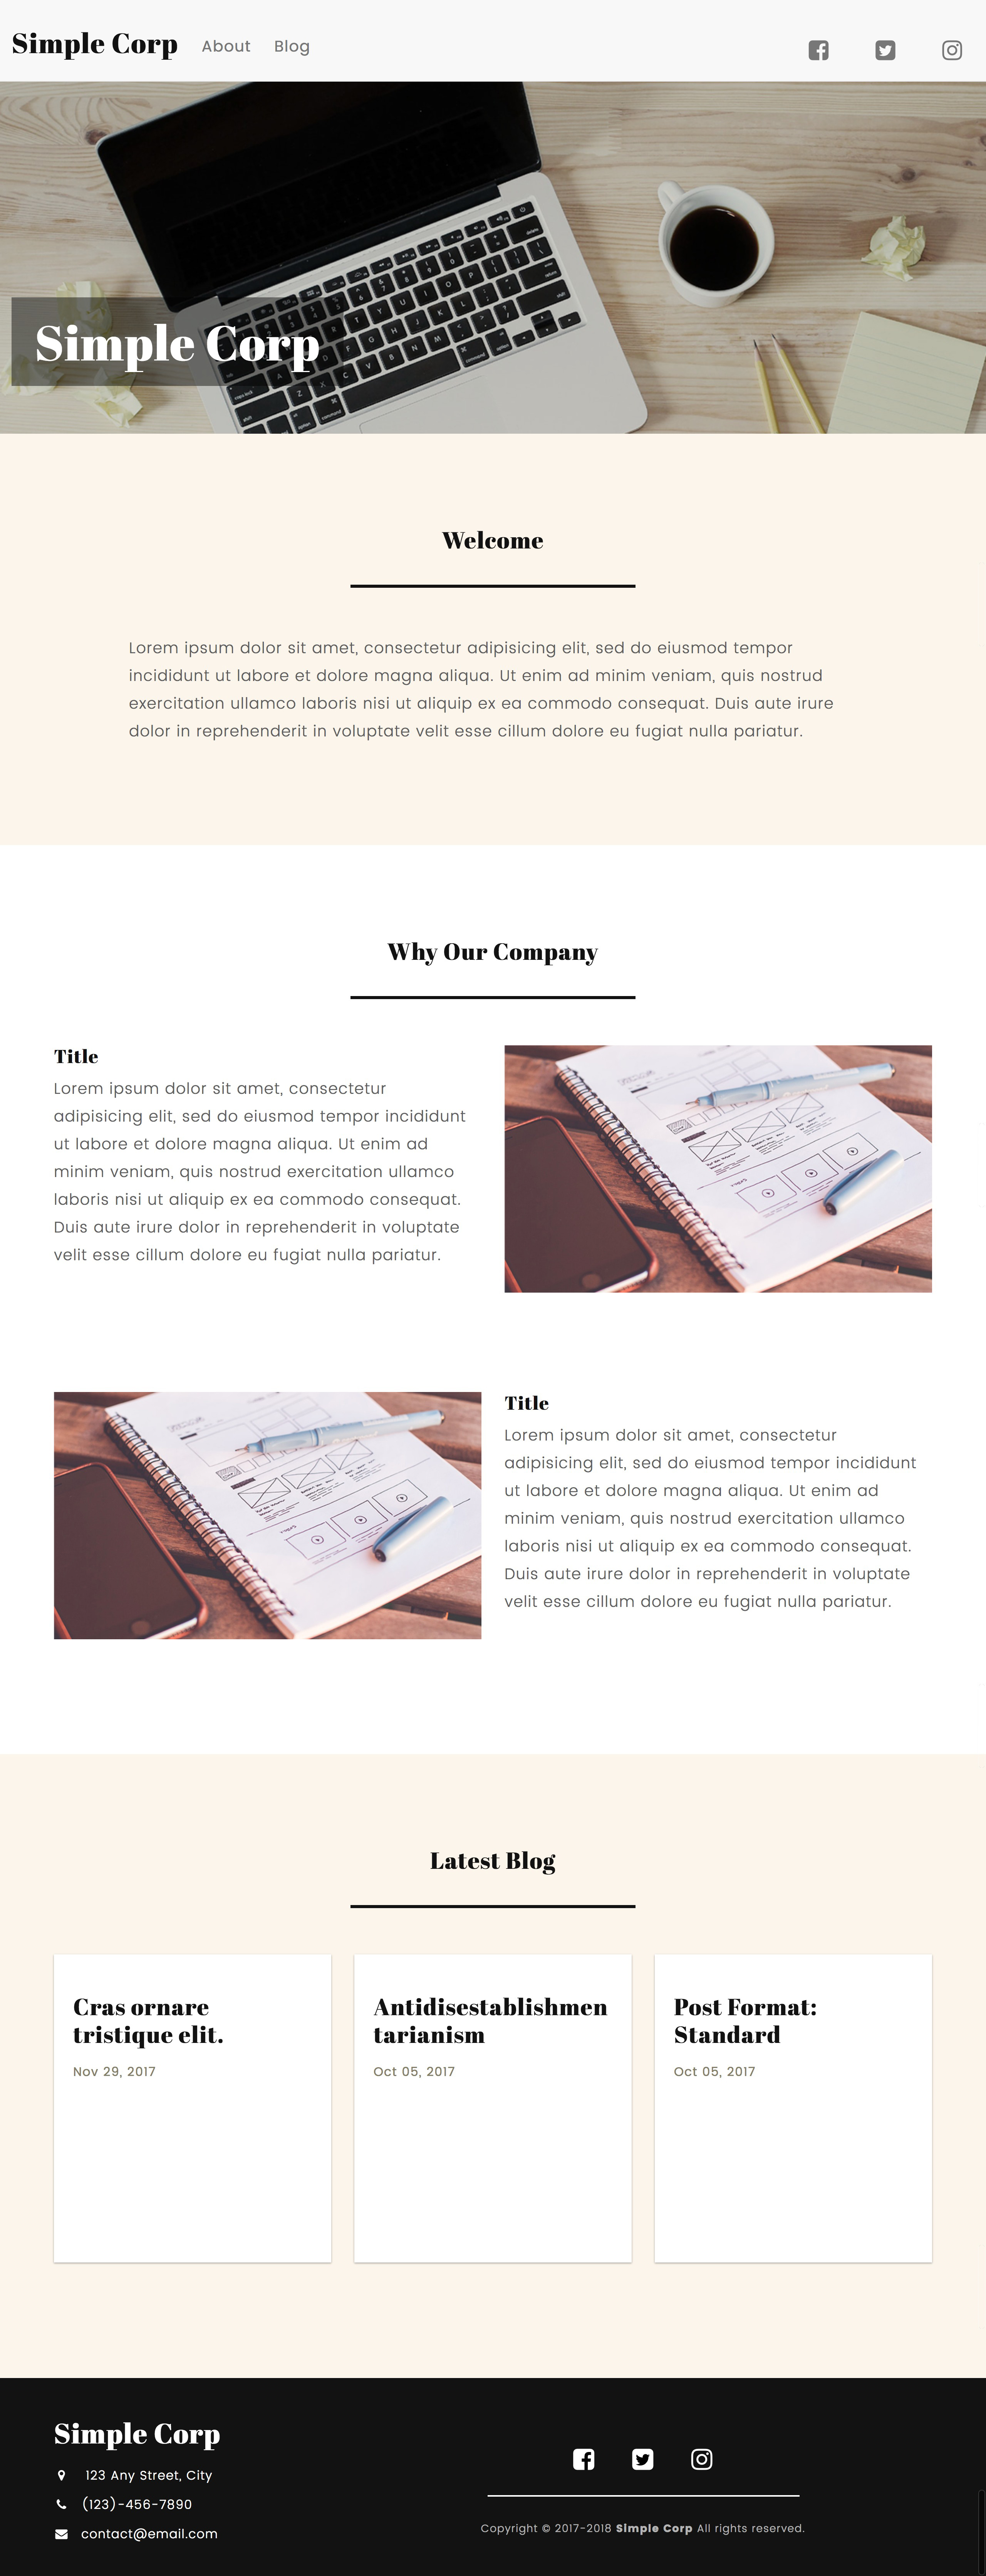 Simple Corp About Blog
Simple Corp
Welcome
Lorem ipsum dolor sit amet, consectetur adipisicing elit, sed do eiusmod tempor
incididunt ut labore et dolore magna aliqua. Ut enim ad minim veniam, quis nostrud
exercitation ullamco laboris nisi ut aliquip ex ea commodo consequat. Duis aute irure
dolor in reprehenderit in voluptate velit esse cillum dolore eu fugiat nulla pariatur.
Why Our Company
Title
Lorem ipsum dolor sit amet, consectetur
adipisicing elit, sed do eiusmod tempor incididunt
ut labore et dolore magna aliqua. Ut enim ad
minim veniam, quis nostrud exercitation ullamco
laboris nisi ut aliquip ex ea commodo consequat.
Duis aute irure dolor in reprehenderit in voluptate
velit esse cillum dolore eu fugiat nulla pariatur.
Title
Lorem ipsum dolor sit amet, consectetur
adipisicing elit, sed do eiusmod tempor incididunt
ut labore et dolore magna aliqua. Ut enim ad
minim veniam, quis nostrud exercitation ullamco
laboris nisi ut aliquip ex ea commodo consequat.
Duis aute irure dolor in reprehenderit in voluptate
velit esse cillum dolore eu fugiat nulla pariatur.
Latest Blog
Cras ornare
tristique elit.
Nov 29, 2017
Antidisestablishmen
tarianism
Oct 05, 2017
Post Format:
Standard
Oct 05, 2017
Simple Corp
123 Any Street, City
(123)-456-7890
contact@email.com
Copyright © 2017-2018 Simple Corp All rights reserved.